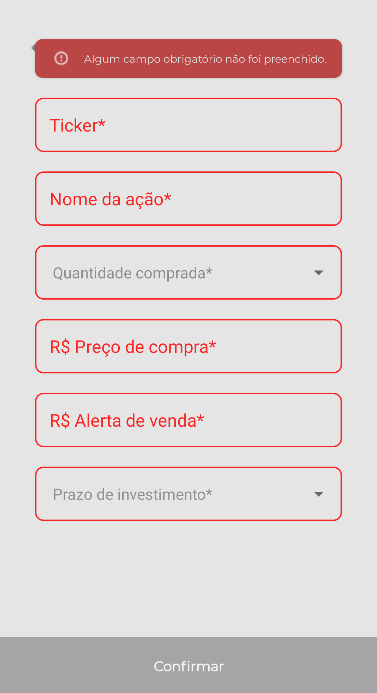 Algum campo obrigatório não foi preenchido.
Ticker*
Nome da ação*
Quantidade comprada*
R$ Preço de compra*
R$ Alerta de venda*
Prazo de investimento*
Confirmar